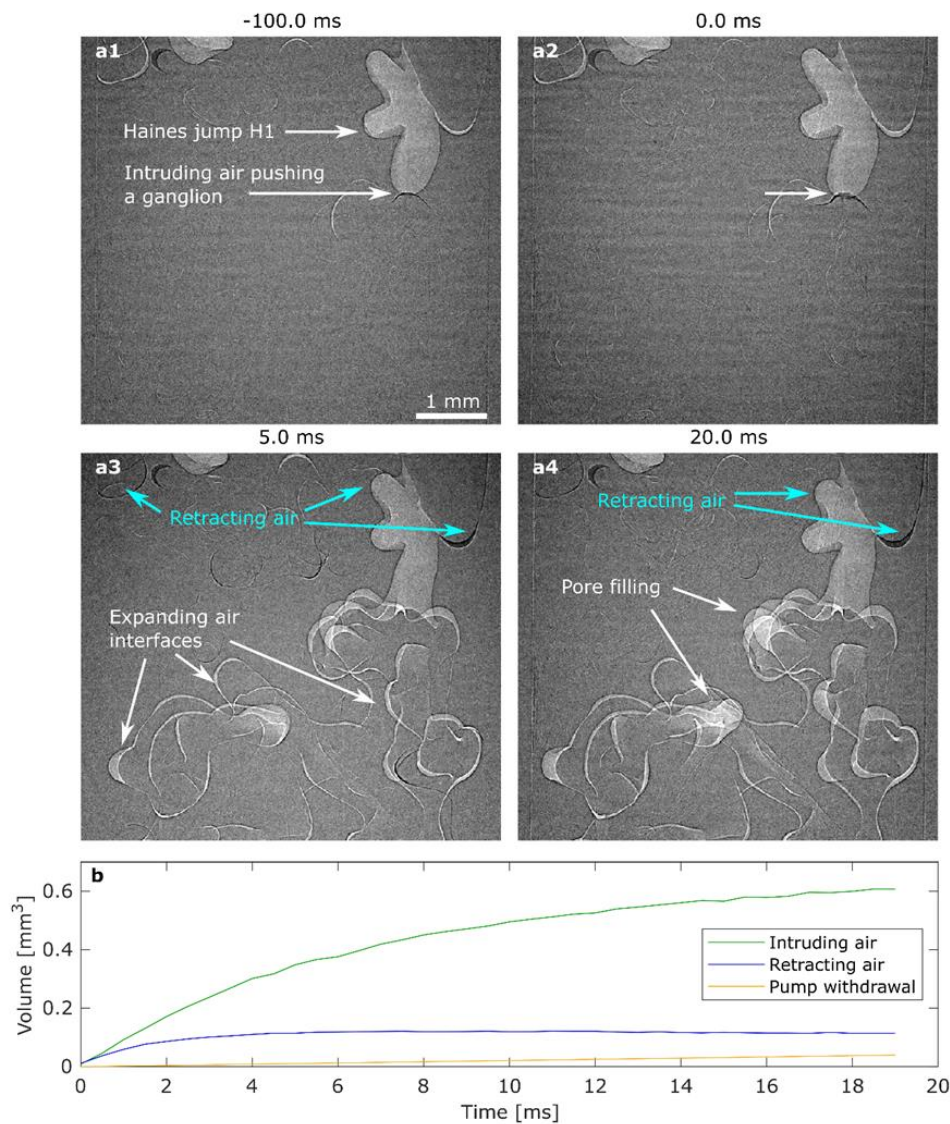 -100.0 ms
0.0 ms
a1
a2
Haines jump H1
Intruding air pushing
a ganglion
1 mm
5.0 ms
20.0 ms
a3
a4
Retracting air
Retracting air
Pore filling
Expanding air
interfaces
b
0.6
0.4
0.2
0
Volume [mm³]
Intruding air
Retracting air
Pump withdrawal
0 2 4 6 8 10 12 14 16 18 20
Time [ms]